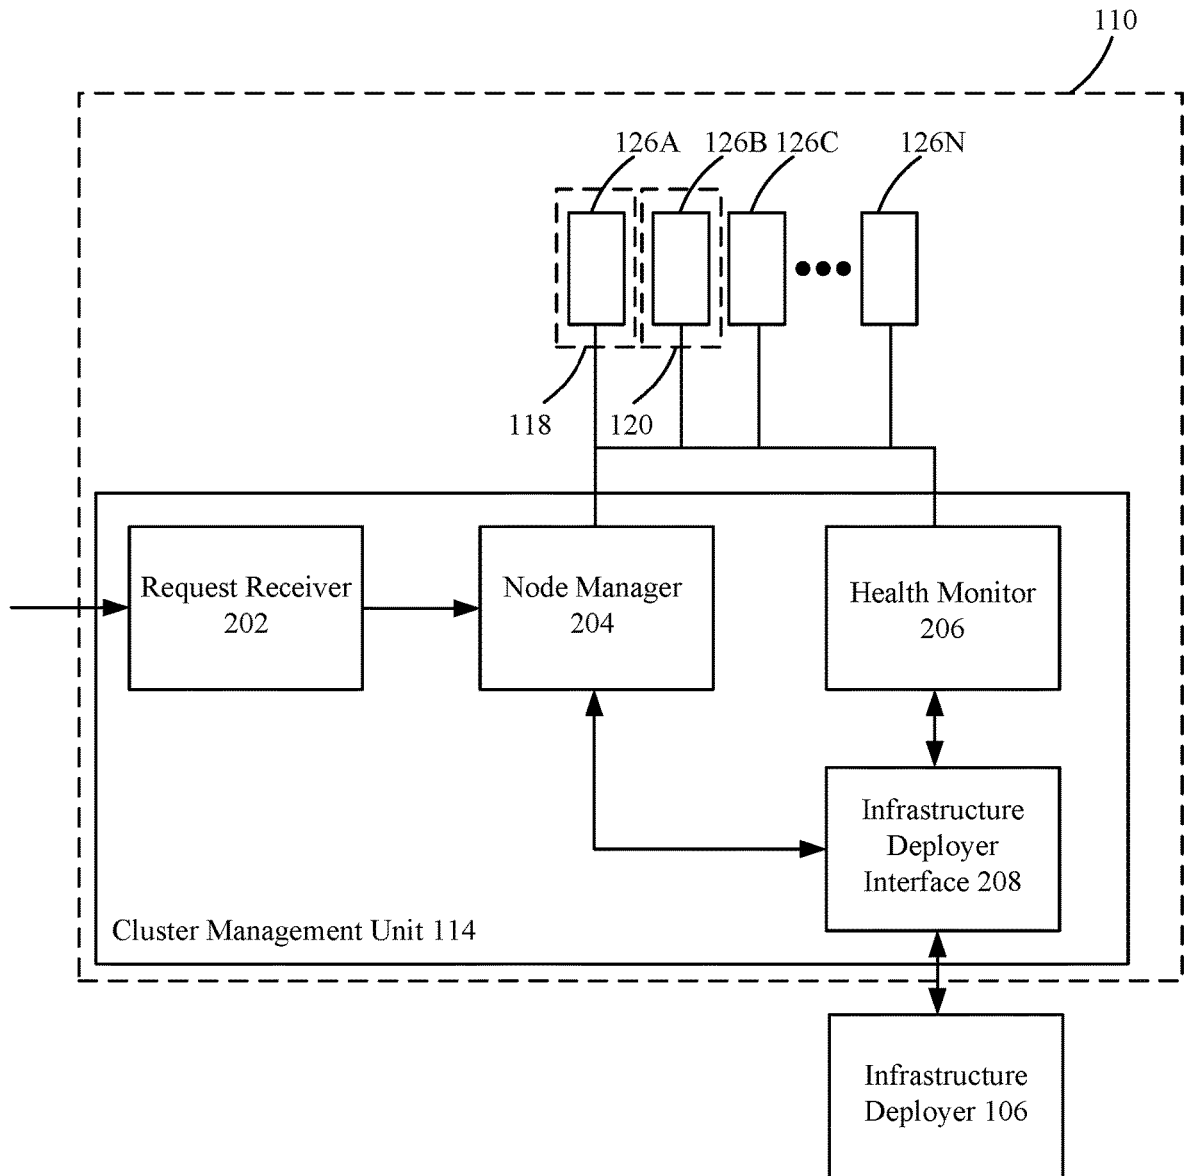 110
126A
126B
126C
126N
118
120
Request Receiver
202
Node Manager
204
Health Monitor
206
Infrastructure
Deployer
Interface 208
Cluster Management Unit 114
Infrastructure
Deployer 106